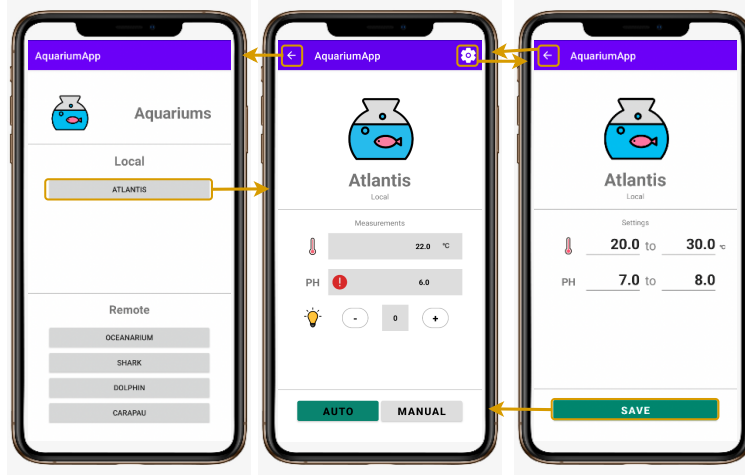 AquariumApp
Aquariums
Local
ATLANTIS
Remote
OCEANARIUM
SHARK
DOLPHIN
CARAPAU
AquariumApp
Atlantis
Local
Measurements
22.0 °C
PH ! 6.0
- 0 +
AUTO MANUAL
AquariumApp
Atlantis
Local
Settings
20.0 to 30.0 °C
PH 7.0 to 8.0
SAVE